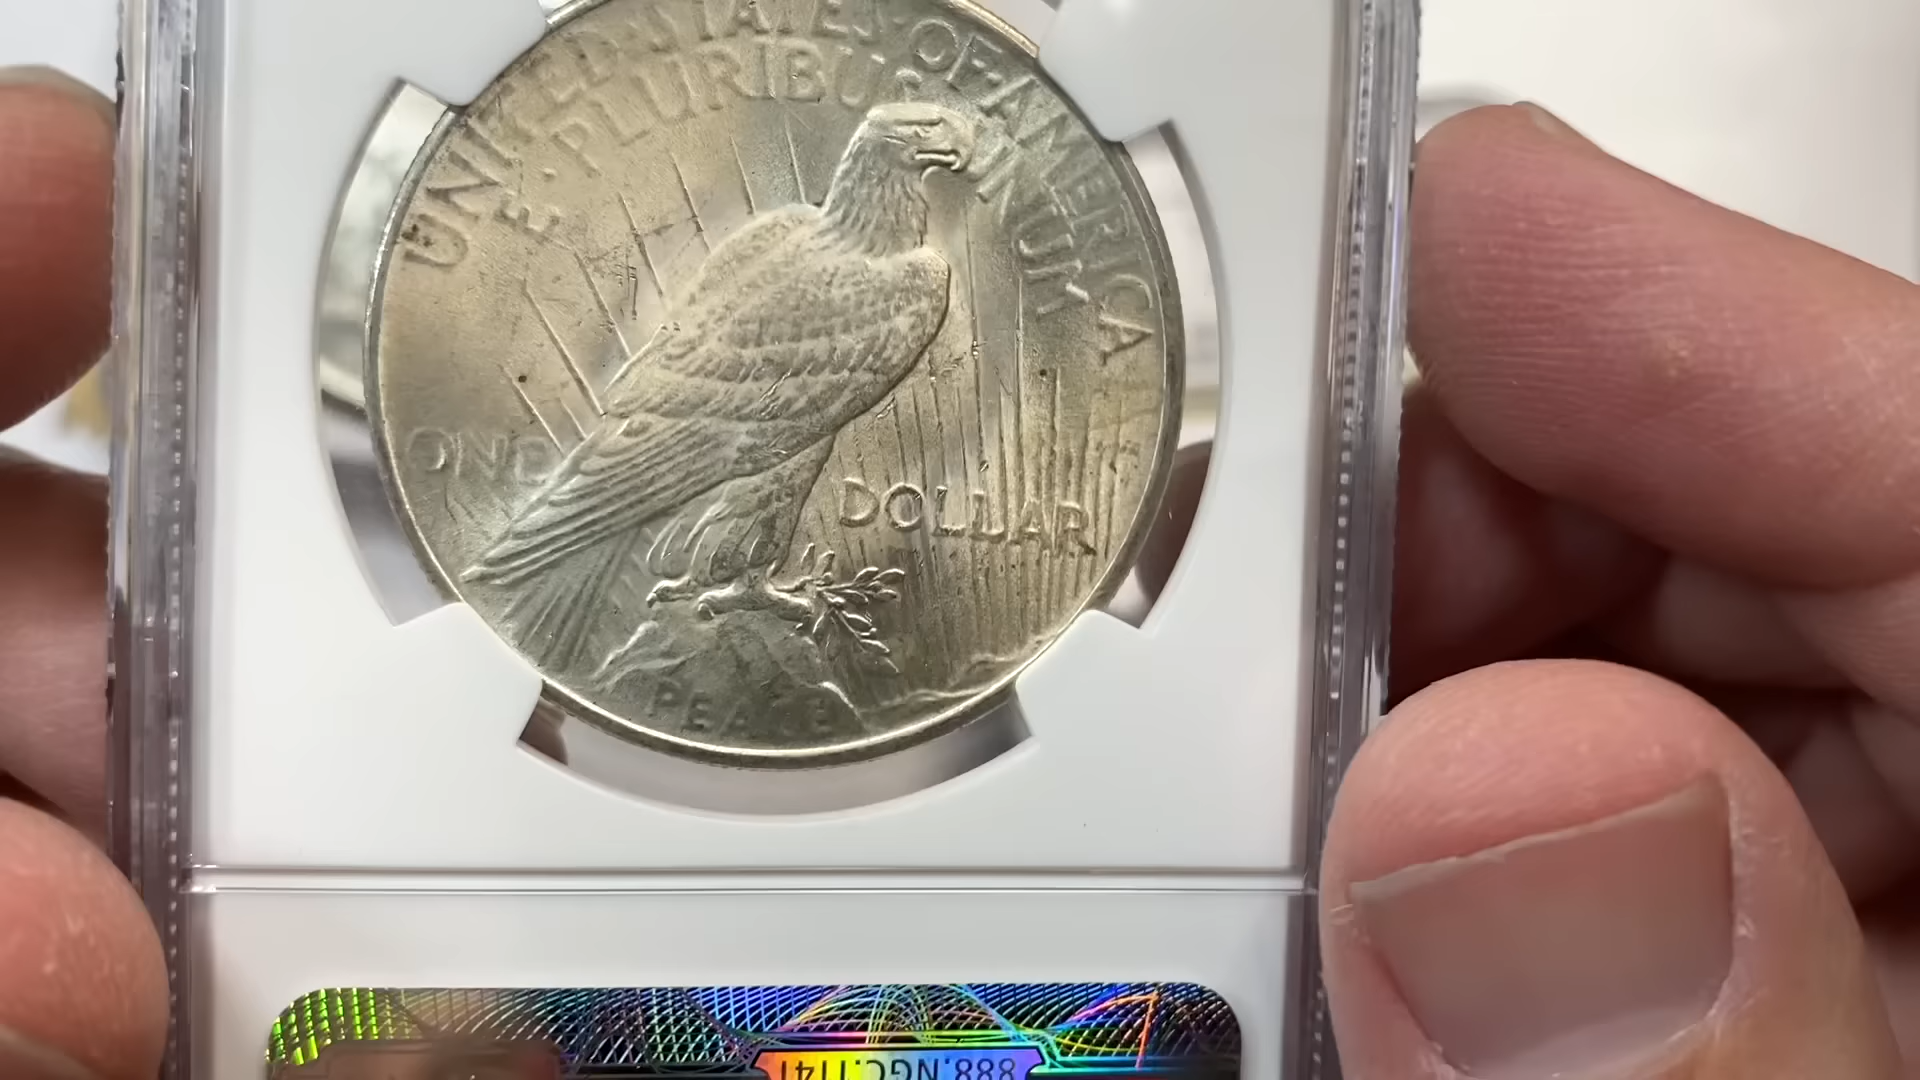 UNITED·STATES·OF·AMERICA
E·PLURIBUS UNUM
ONE DOLLAR
PEACE
888.NGC.1141